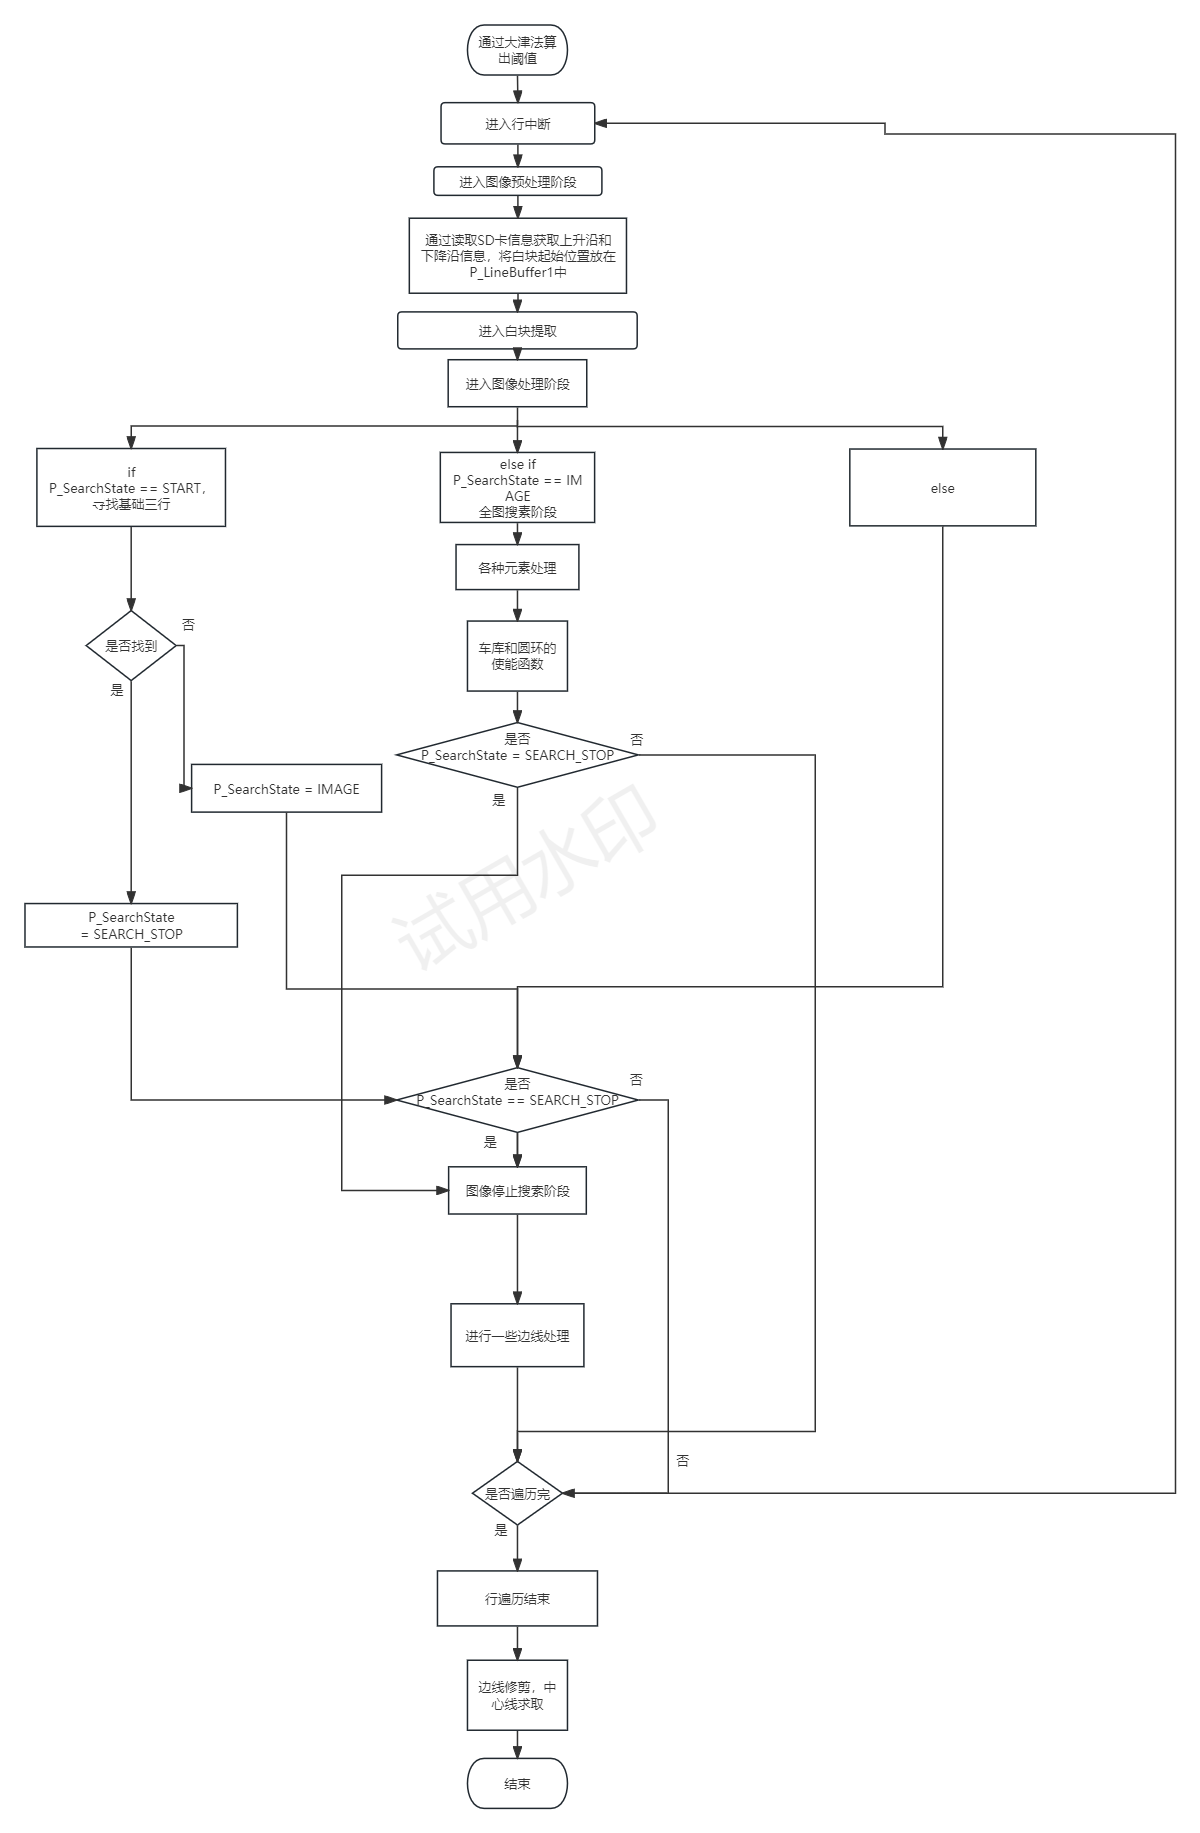 通过大津法算
出阈值
进入行中断
进入图像预处理阶段
通过读取SD卡信息获取上升沿和
下降沿信息，将白块起始位置放在
P_LineBuffer1中
进入白块提取
进入图像处理阶段
if
P_SearchState == START，
寻找基础三行
else if
P_SearchState == IM
AGE
全图搜素阶段
else
各种元素处理
是否找到
否
是
车库和圆环的
使能函数
是否
P_SearchState = SEARCH_STOP
否
是
P_SearchState = IMAGE
试用水印
P_SearchState
= SEARCH_STOP
是否
P_SearchState == SEARCH_STOP
否
是
图像停止搜素阶段
进行一些边线处理
否
是否遍历完
是
行遍历结束
边线修剪，中
心线求取
结束